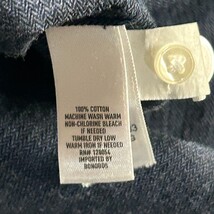 100% COTTON
MACHINE WASH WARM
NON-CHLORINE BLEACH
IF NEEDED
TUMBLE DRY LOW
WARM IRON IF NEEDED
RN# 128054
IMPORTED BY
BONOBOS